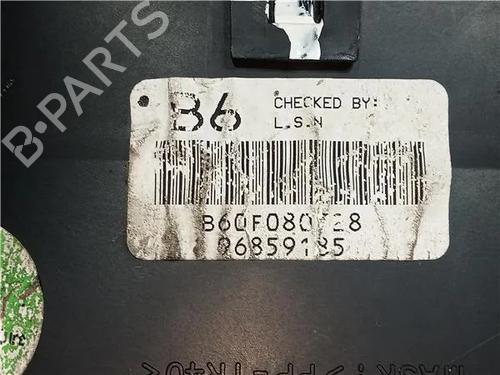 B-PARTS
B6
CHECKED BY:
L.S.N
B60F080728
96859185